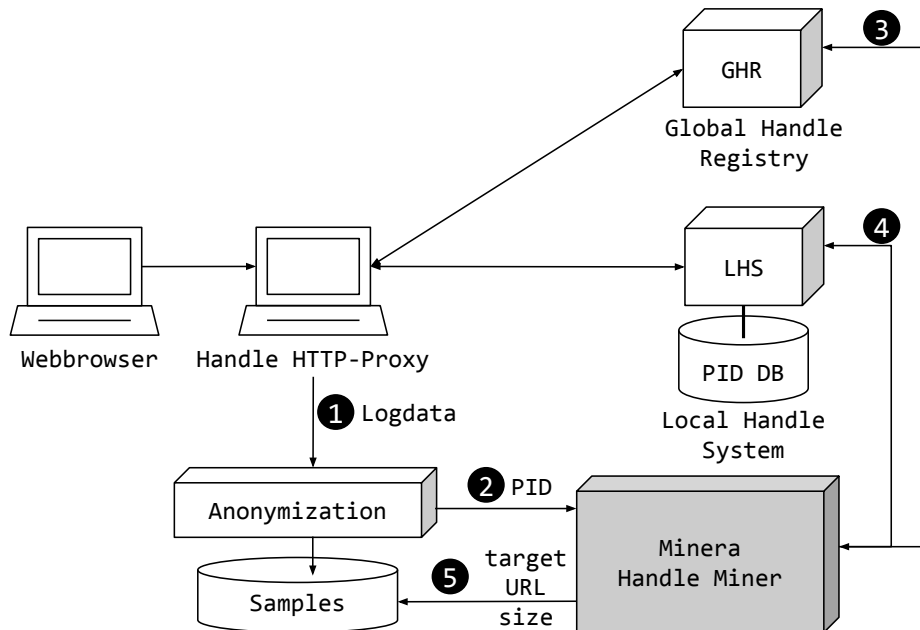 3
GHR
Global Handle
Registry
4
LHS
Webbrowser
Handle HTTP-Proxy
PID DB
1 Logdata
Local Handle
System
2 PID
Anonymization
Minera
Handle Miner
5 target
URL
size
Samples